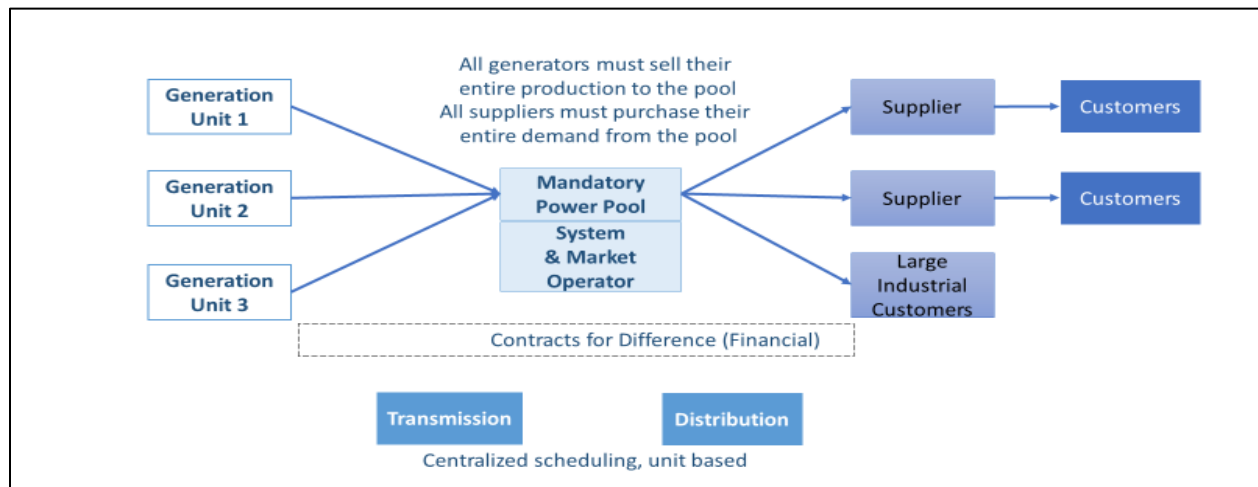 All generators must sell their
entire production to the pool
All suppliers must purchase their
entire demand from the pool
Generation
Unit 1
Supplier
Customers
Generation
Unit 2
Mandatory
Power Pool
Supplier
Customers
System
& Market
Operator
Generation
Unit 3
Large
Industrial
Customers
Contracts for Difference (Financial)
Transmission
Distribution
Centralized scheduling, unit based